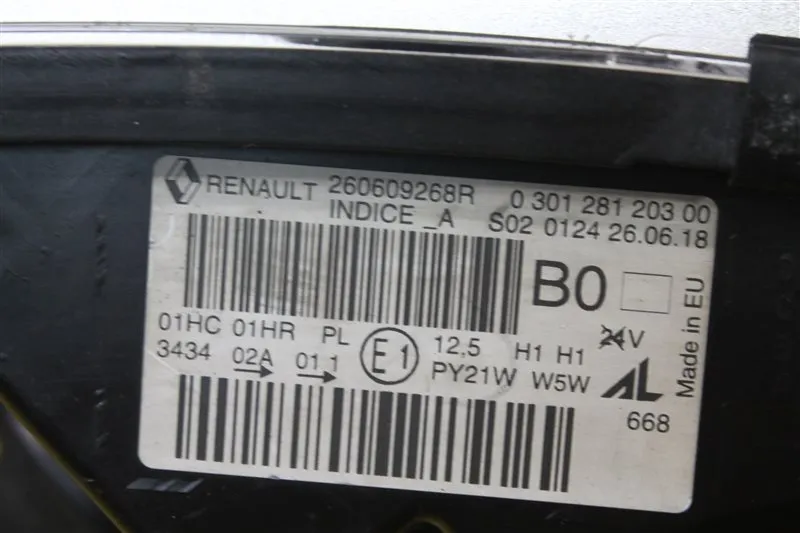 RENAULT 260609268R 0 301 281 203 00
INDICE _A S02 0124 26.06.18
B0
Made in EU
01HC 01HR PL E1 12,5 H1 H1 24V
3434 02A 01 1 PY21W W5W AL
668